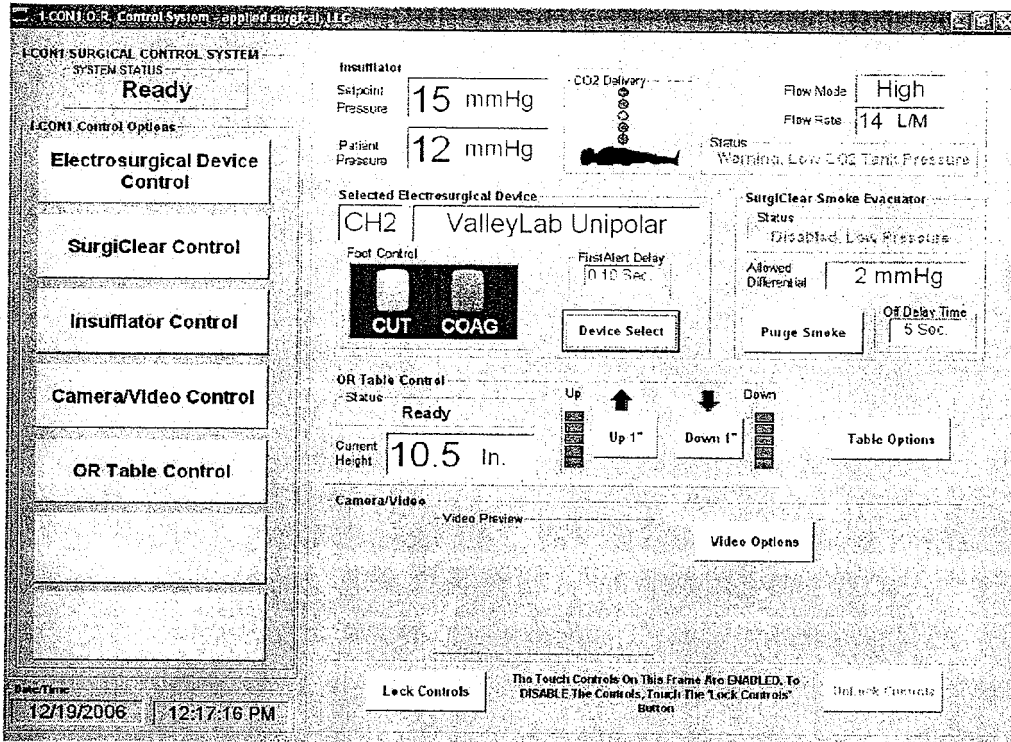 I-CON1 O.R. Control System - applied surgical, LLC
I-CON1 SURGICAL CONTROL SYSTEM
SYSTEM STATUS
Ready
I-CON1 Control Options
Electrosurgical Device
Control
SurgiClear Control
Insufflator Control
Camera/Video Control
OR Table Control
Date/Time
12/19/2006
12:17:16 PM
Insufflator
Setpoint
Pressure
15 mmHg
Patient
Pressure
12 mmHg
CO2 Delivery
Flow Mode
High
Flow Rate
14 L/M
Status
Warning, Low CO2 Tank Pressure
Selected Electrosurgical Device
CH2
ValleyLab Unipolar
Foot Control
CUT
COAG
FirstAlert Delay
0.10 Sec.
Device Select
SurgiClear Smoke Evacuator
Status
Disabled, Low Pressure
Allowed
Differential
2 mmHg
Purge Smoke
Off Delay Time
5 Sec.
OR Table Control
Status
Ready
Current
Height
10.5 In.
Up
Up 1"
Down 1"
Down
Table Options
Camera/Video
Video Preview
Video Options
Lock Controls
The Touch Controls On This Frame Are ENABLED. To
DISABLE The Controls, Touch The "Lock Controls"
Button
UnLock Controls